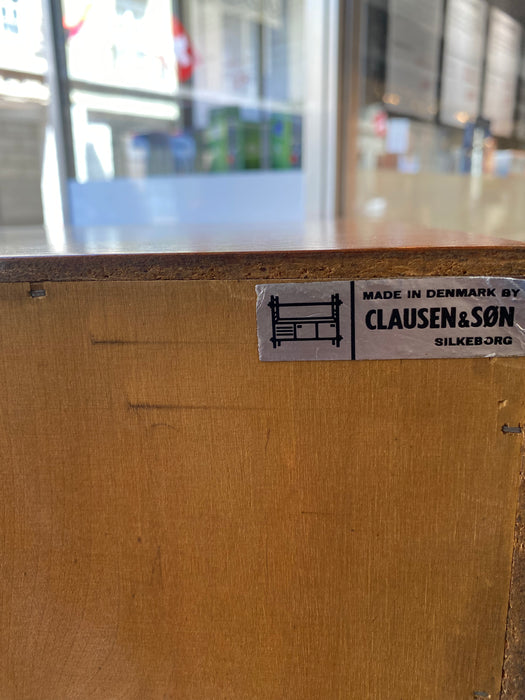 MADE IN DENMARK BY
CLAUSEN & SØN
SILKEBORG